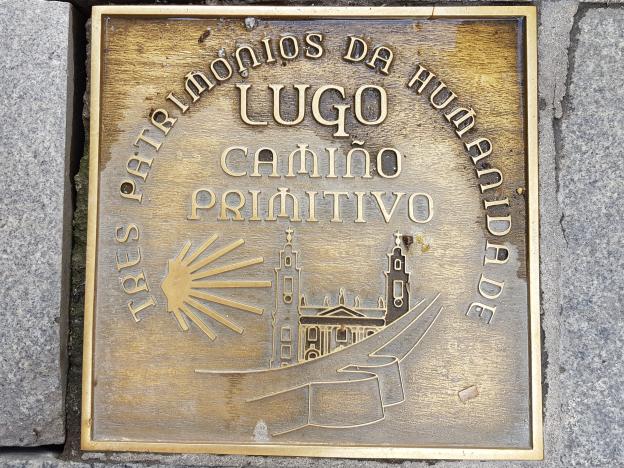 TRES PATRIMONIOS DA HUMANIDADE
LUGO
CAMIÑO
PRIMITIVO